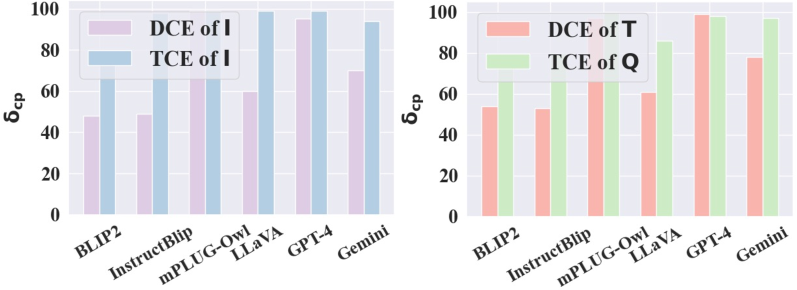 100
80
60
40
20
0
δcp
DCE of I
TCE of I
BLIP2
InstructBlip
mPLUG-Owl
LLaVA
GPT-4
Gemini
100
80
60
40
20
0
δcp
DCE of T
TCE of Q
BLIP2
InstructBlip
mPLUG-Owl
LLaVA
GPT-4
Gemini